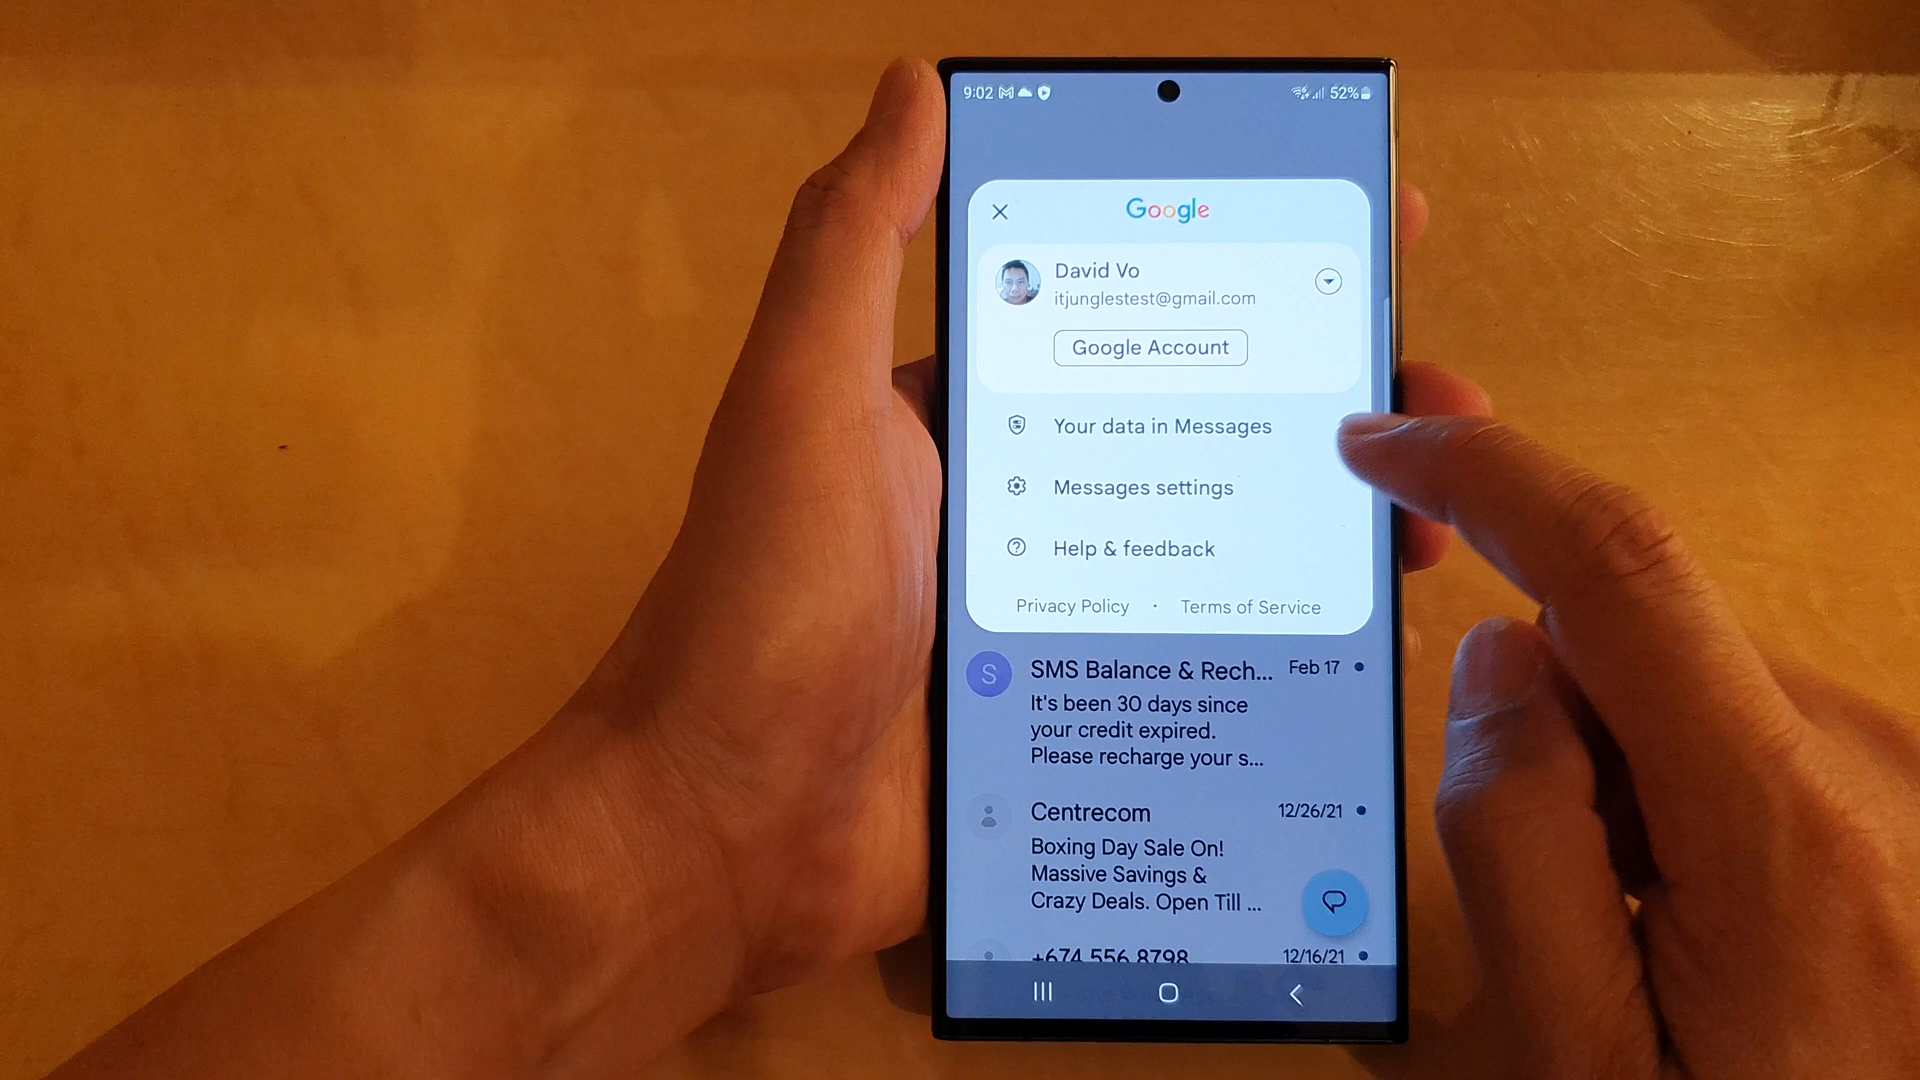 9:02 52%
Google
David Vo
itjunglestest@gmail.com
Google Account
Your data in Messages
Messages settings
Help & feedback
Privacy Policy · Terms of Service
S SMS Balance & Rech... Feb 17
It's been 30 days since
your credit expired.
Please recharge your s...
Centrecom 12/26/21
Boxing Day Sale On!
Massive Savings &
Crazy Deals. Open Till ...
+674 556 8798 12/16/21